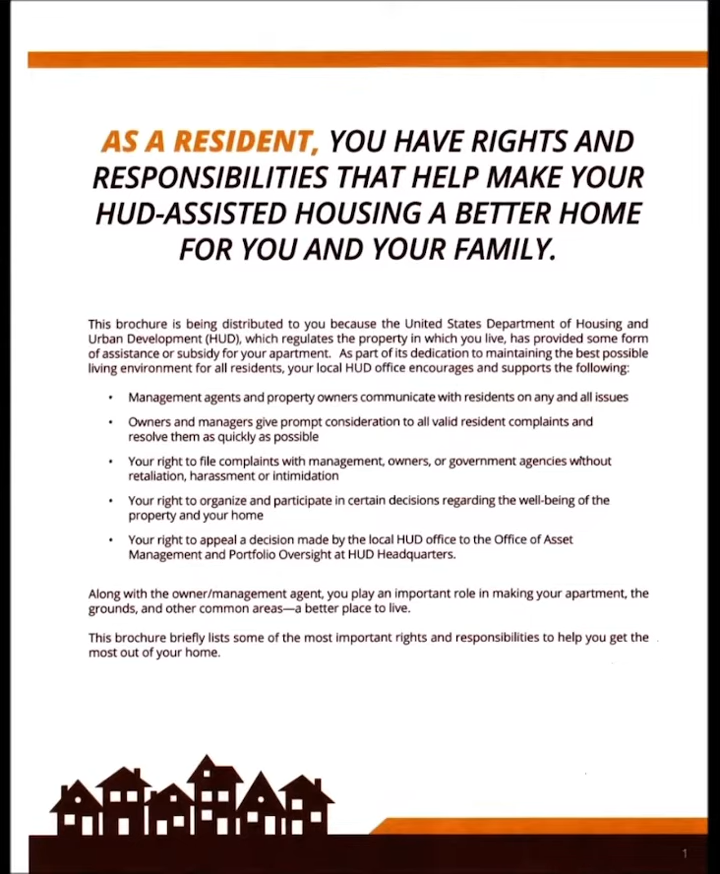 AS A RESIDENT, YOU HAVE RIGHTS AND
RESPONSIBILITIES THAT HELP MAKE YOUR
HUD-ASSISTED HOUSING A BETTER HOME
FOR YOU AND YOUR FAMILY.
This brochure is being distributed to you because the United States Department of Housing and
Urban Development (HUD), which regulates the property in which you live, has provided some form
of assistance or subsidy for your apartment. As part of its dedication to maintaining the best possible
living environment for all residents, your local HUD office encourages and supports the following:
• Management agents and property owners communicate with residents on any and all issues
• Owners and managers give prompt consideration to all valid resident complaints and
resolve them as quickly as possible
• Your right to file complaints with management, owners, or government agencies without
retaliation, harassment or intimidation
• Your right to organize and participate in certain decisions regarding the well-being of the
property and your home
• Your right to appeal a decision made by the local HUD office to the Office of Asset
Management and Portfolio Oversight at HUD Headquarters.
Along with the owner/management agent, you play an important role in making your apartment, the
grounds, and other common areas—a better place to live.
This brochure briefly lists some of the most important rights and responsibilities to help you get the
most out of your home.
1